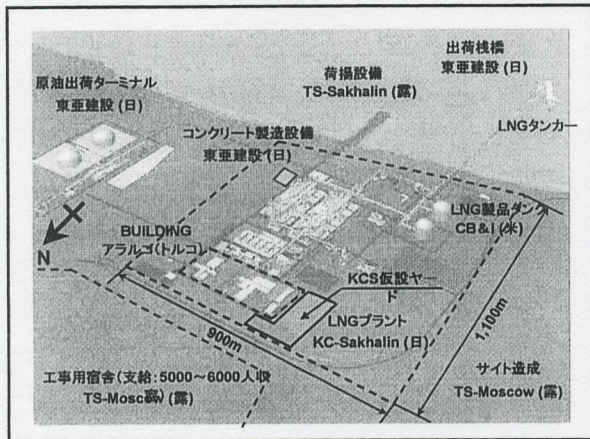 出荷桟橋
東亜建設 (日)
荷揚設備
TS-Sakhalin (露)
原油出荷ターミナル
東亜建設 (日)
LNGタンカー
コンクリート製造設備
東亜建設 (日)
BUILDING
アラルゴ(トルコ)
LNG製品タンク
CB&I (米)
N
KCS仮設ヤー
ド
LNGプラント
KC-Sakhalin (日)
900m
1,100m
工事用宿舎(支給:5000～6000人収
容)
TS-Moscow (露)
サイト造成
TS-Moscow (露)